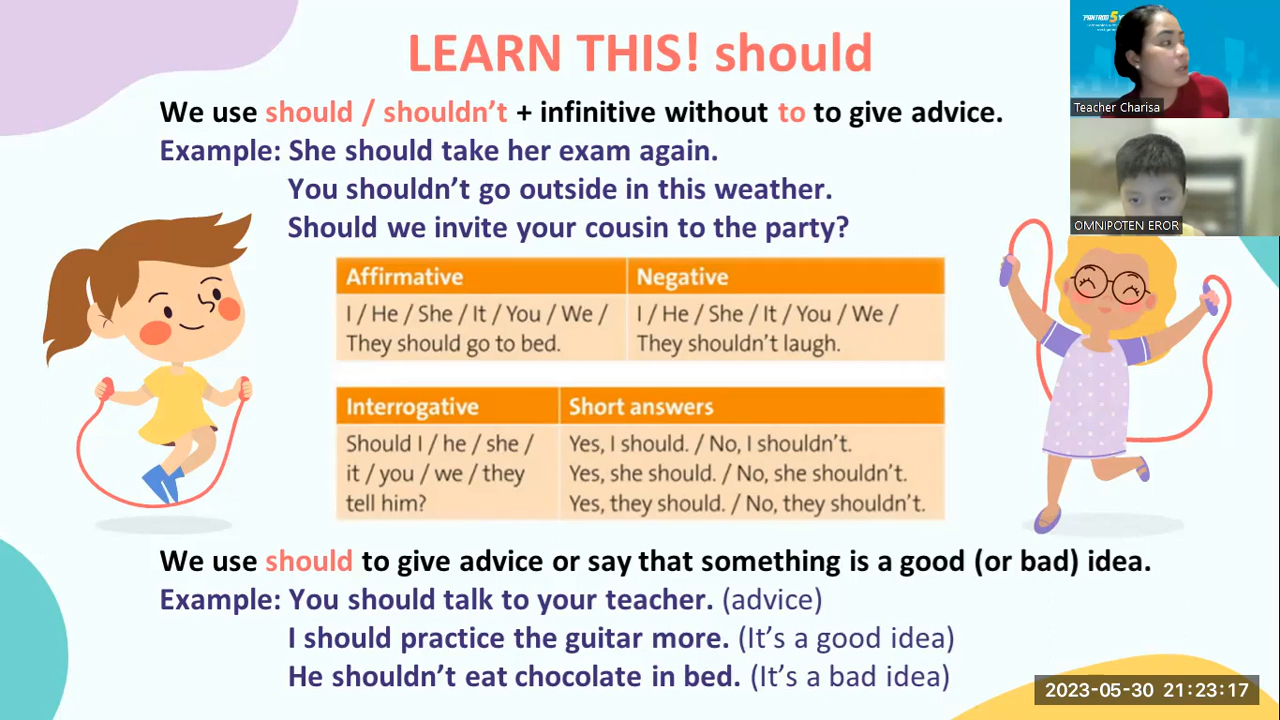 LEARN THIS! should
We use should / shouldn't + infinitive without to to give advice.
Example: She should take her exam again.
You shouldn't go outside in this weather.
Should we invite your cousin to the party?
Affirmative
Negative
I / He / She / It / You / We /
They should go to bed.
I / He / She / It / You / We /
They shouldn't laugh.
Interrogative
Short answers
Should I / he / she /
it / you / we / they
tell him?
Yes, I should. / No, I shouldn't.
Yes, she should. / No, she shouldn't.
Yes, they should. / No, they shouldn't.
We use should to give advice or say that something is a good (or bad) idea.
Example: You should talk to your teacher. (advice)
I should practice the guitar more. (It's a good idea)
He shouldn't eat chocolate in bed. (It's a bad idea)
Teacher Charisa
OMNIPOTEN EROR
2023-05-30 21:23:17